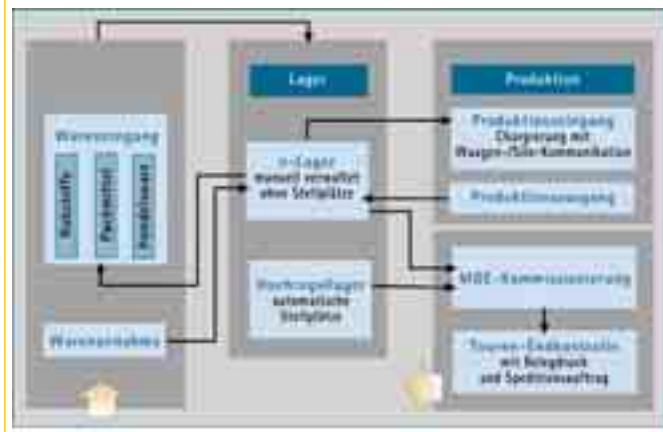 Wareneingang
Rohstoffe
Packmittel
Handelsware
Warenannahme
Lager
n-Lager
manuell verwaltet
ohne Stellplätze
Hochregallager
automatische
Stellplätze
Produktion
Produktionseingang
Chargierung mit
Waagen-/Silo-Kommunikation
Produktionsausgang
MDE-Kommissionierung
Touren-Endkontrolle
mit Belegdruck
und Speditionsauftrag